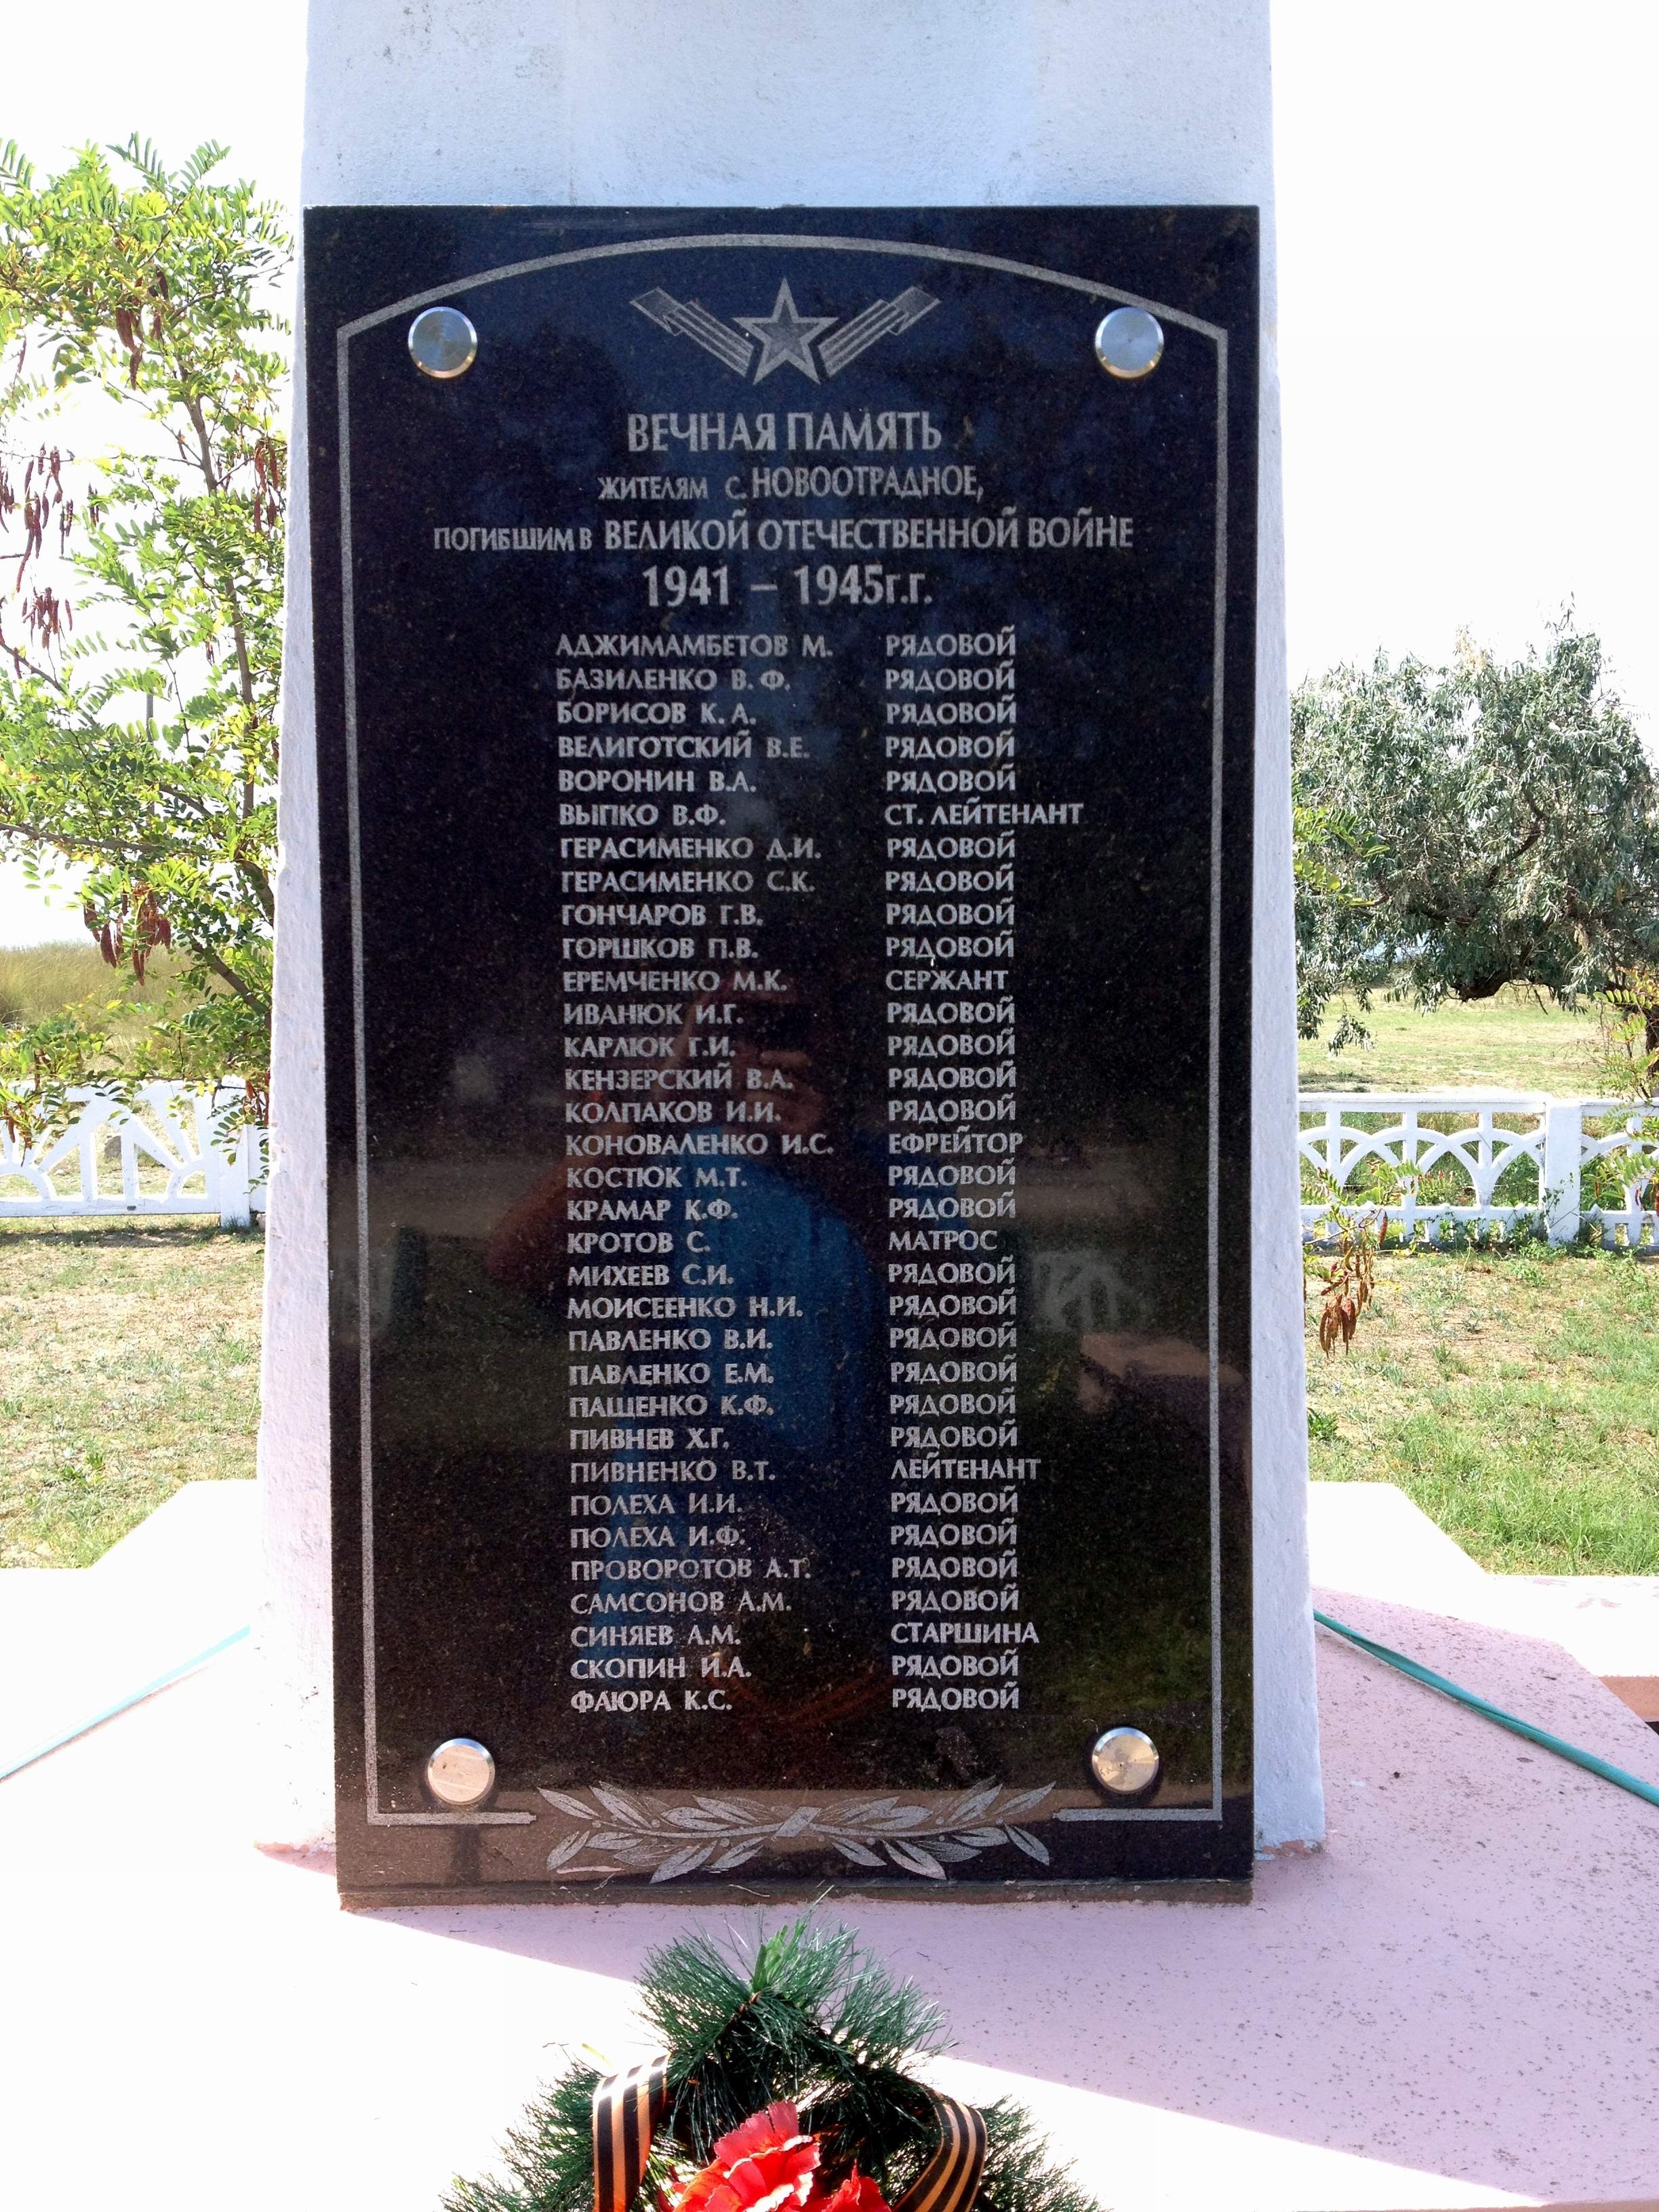 ВЕЧНАЯ ПАМЯТЬ
ЖИТЕЛЯМ С. НОВООТРАДНОЕ,
ПОГИБШИМ В ВЕЛИКОЙ ОТЕЧЕСТВЕННОЙ ВОЙНЕ
1941 – 1945г.г.
АДЖИМАМБЕТОВ М. РЯДОВОЙ
БАЗИЛЕНКО В. Ф. РЯДОВОЙ
БОРИСОВ К. А. РЯДОВОЙ
ВЕЛИГОТСКИЙ В.Е. РЯДОВОЙ
ВОРОНИН В.А. РЯДОВОЙ
ВЫПКО В.Ф. СТ. ЛЕЙТЕНАНТ
ГЕРАСИМЕНКО Д.И. РЯДОВОЙ
ГЕРАСИМЕНКО С.К. РЯДОВОЙ
ГОНЧАРОВ Г.В. РЯДОВОЙ
ГОРШКОВ П.В. РЯДОВОЙ
ЕРЕМЧЕНКО М.К. СЕРЖАНТ
ИВАНЮК И.Г. РЯДОВОЙ
КАРЛЮК Г.И. РЯДОВОЙ
КЕНЗЕРСКИЙ В.А. РЯДОВОЙ
КОЛПАКОВ И.И. РЯДОВОЙ
КОНОВАЛЕНКО И.С. ЕФРЕЙТОР
КОСТЮК М.Т. РЯДОВОЙ
КРАМАР К.Ф. РЯДОВОЙ
КРОТОВ С. МАТРОС
МИХЕЕВ С.И. РЯДОВОЙ
МОИСЕЕНКО Н.И. РЯДОВОЙ
ПАВЛЕНКО В.И. РЯДОВОЙ
ПАВЛЕНКО Е.М. РЯДОВОЙ
ПАЩЕНКО К.Ф. РЯДОВОЙ
ПИВНЕВ Х.Г. РЯДОВОЙ
ПИВНЕНКО В.Т. ЛЕЙТЕНАНТ
ПОЛЕХА И.И. РЯДОВОЙ
ПОЛЕХА И.Ф. РЯДОВОЙ
ПРОВОРОТОВ А.Т. РЯДОВОЙ
САМСОНОВ А.М. РЯДОВОЙ
СИНЯЕВ А.М. СТАРШИНА
СКОПИН И.А. РЯДОВОЙ
ФАЮРА К.С. РЯДОВОЙ